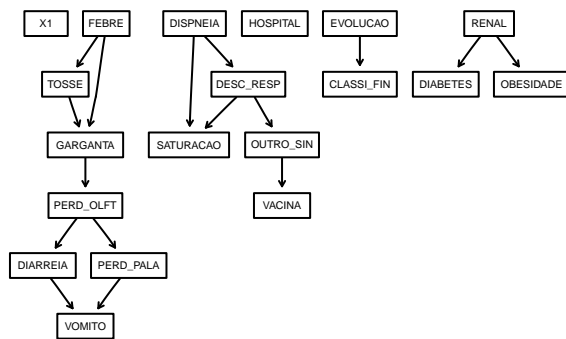 X1 FEBRE DISPNEIA HOSPITAL EVOLUCAO RENAL
TOSSE DESC_RESP CLASSI_FIN DIABETES OBESIDADE
GARGANTA SATURACAO OUTRO_SIN
PERD_OLFT VACINA
DIARREIA PERD_PALA
VOMITO